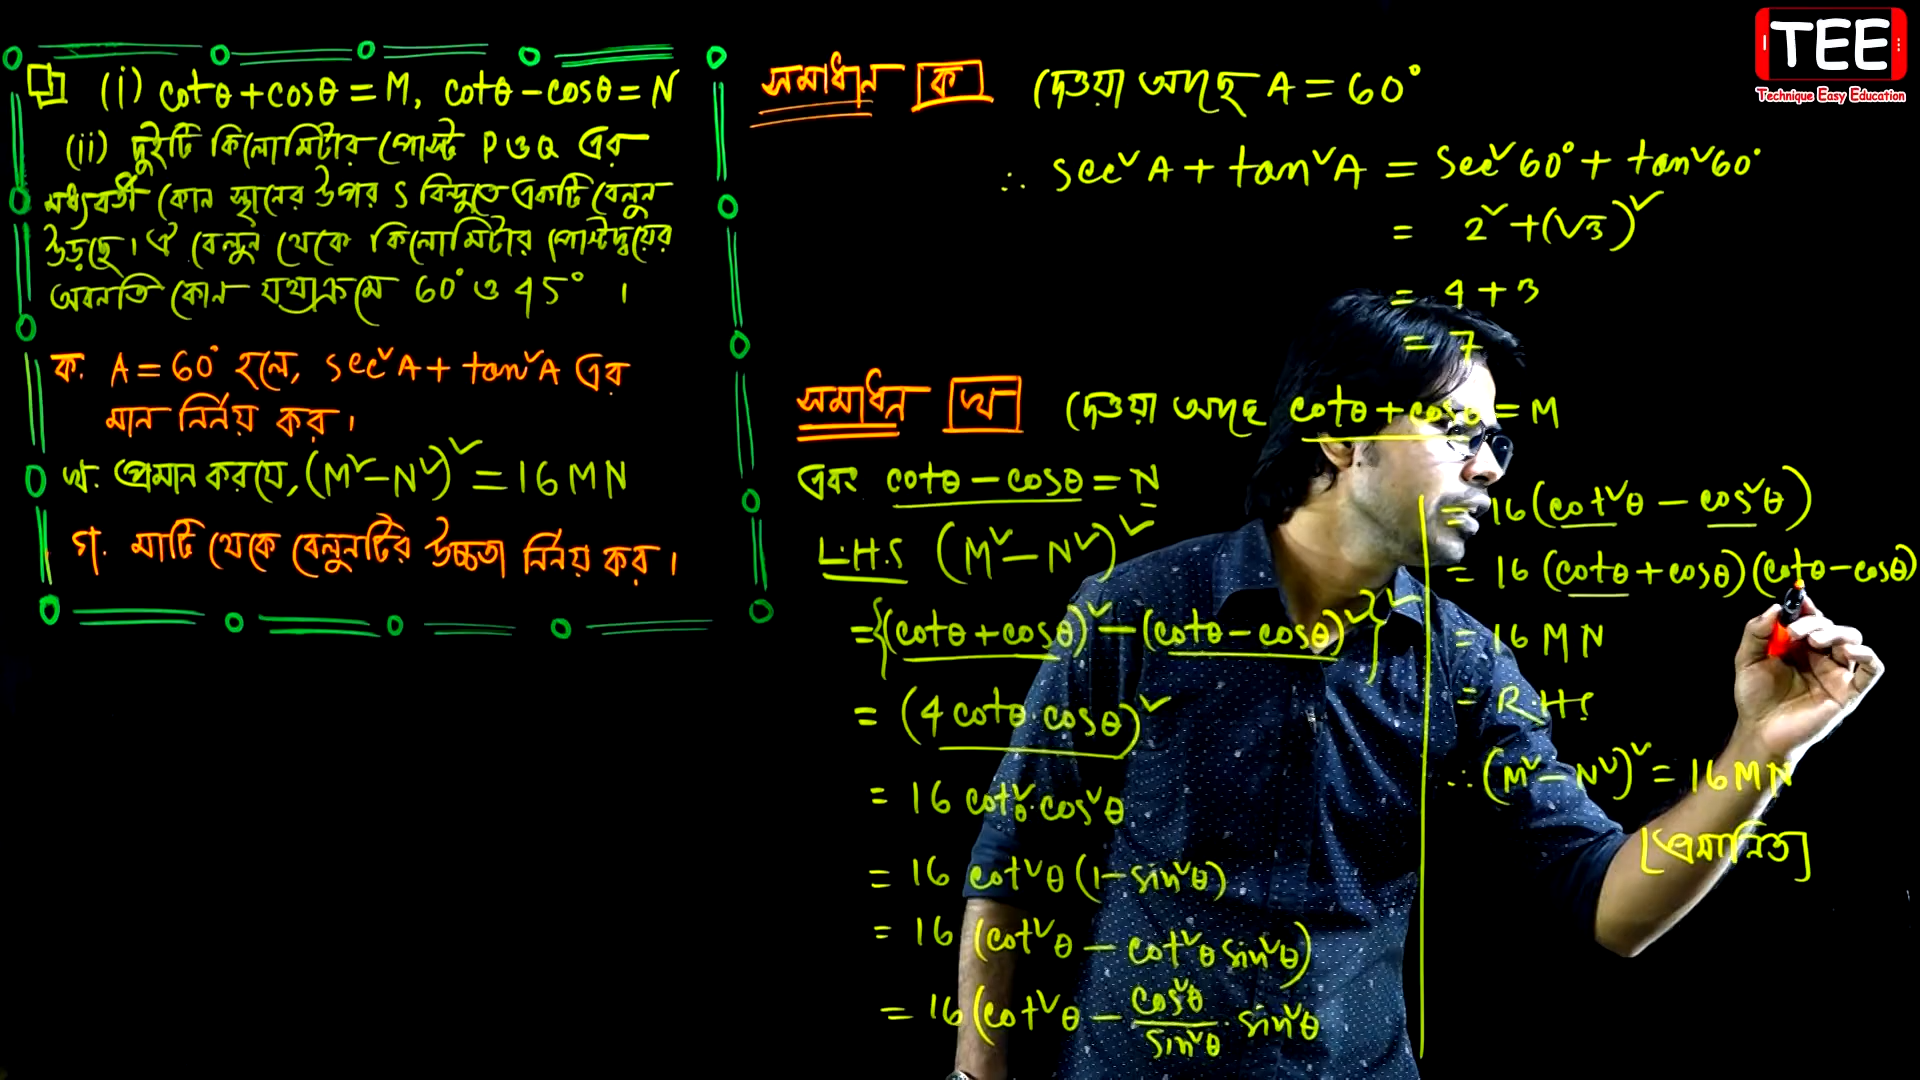 TEE
Technique Easy Education
(i) cotθ+cosθ = M, cotθ-cosθ = N
(ii) দুইটি কিলোমিটার পোস্ট P ও Q এর
মধ্যবর্তী কোন স্থানের উপর S বিন্দুতে একটি বেলুন
উড়ছে। ঐ বেলুন থেকে কিলোমিটার পোস্টদ্বয়ের
অবনতি কোন যথাক্রমে 60° ও 45° ।
ক. A = 60° হলে, sec²A + tan²A এর
মান নির্নয় কর।
খ. প্রমান কর যে, (M²-N²)² = 16MN
গ. মাটি থেকে বেলুনটির উচ্চতা নির্নয় কর।
সমাধান ক দেওয়া আছে A = 60°
∴ sec²A + tan²A = sec²60° + tan²60°
= 2² + (√3)²
= 4 + 3
= 7
সমাধান খ দেওয়া আছে cotθ + cosθ = M
এবং cotθ - cosθ = N
L.H.S (M²-N²)²
= {(cotθ+cosθ)² - (cotθ-cosθ)²}²
= (4 cotθ.cosθ)²
= 16 cot²θ.cos²θ
= 16 cot²θ (1-sin²θ)
= 16 (cot²θ - cot²θ sin²θ)
= 16 (cot²θ - cos²θ/sin²θ . sin²θ
= 16 (cot²θ - cos²θ)
= 16 (cotθ+cosθ) (cotθ-cosθ)
= 16 MN
= R.H.S
∴ (M²-N²)² = 16MN
[প্রমানিত]